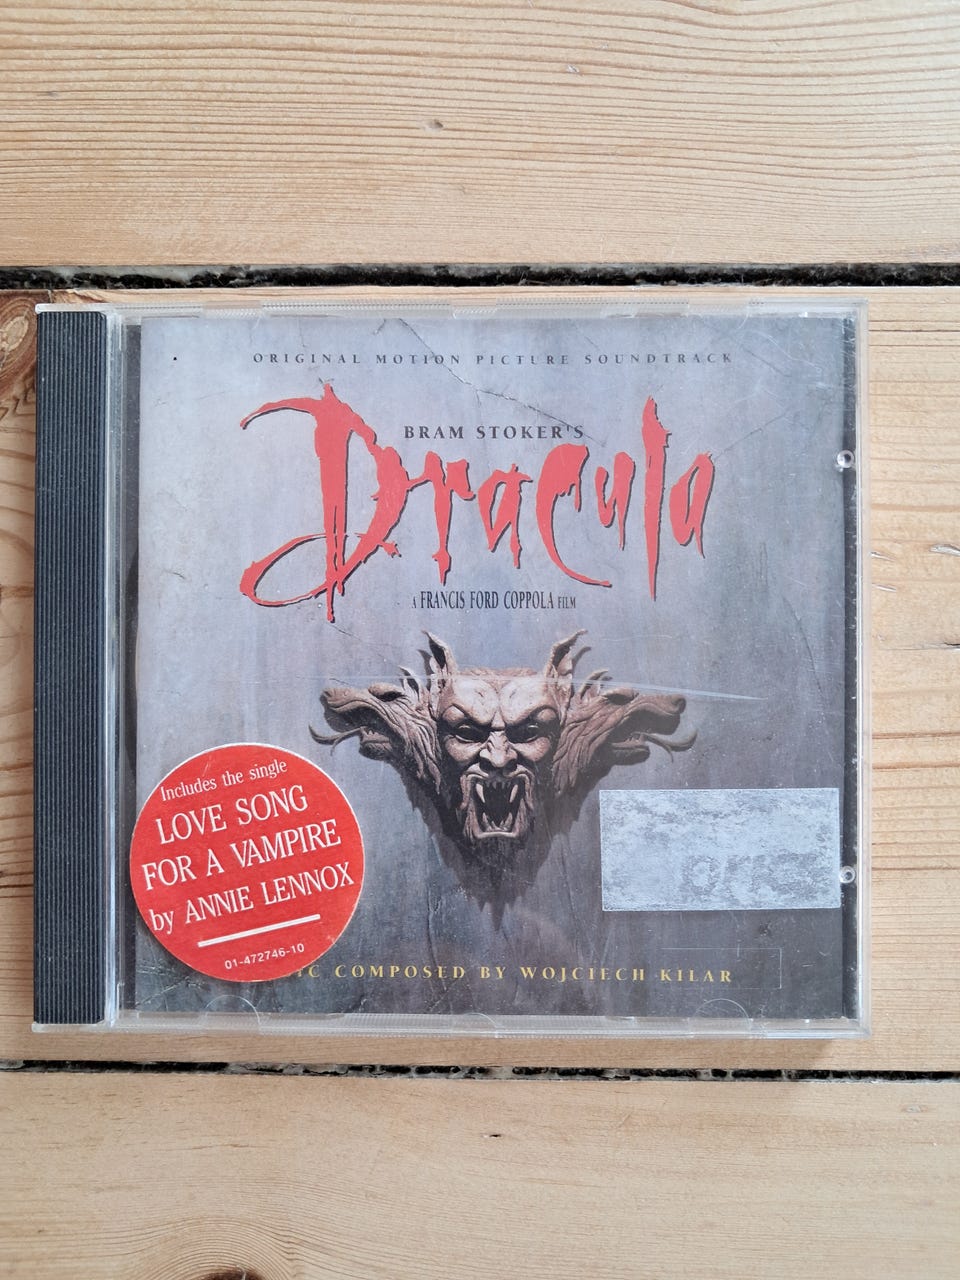 ORIGINAL MOTION PICTURE SOUNDTRACK
BRAM STOKER'S
Dracula
A FRANCIS FORD COPPOLA FILM
Includes the single
LOVE SONG
FOR A VAMPIRE
by ANNIE LENNOX
01-472746-10
COMPOSED BY WOJCIECH KILAR